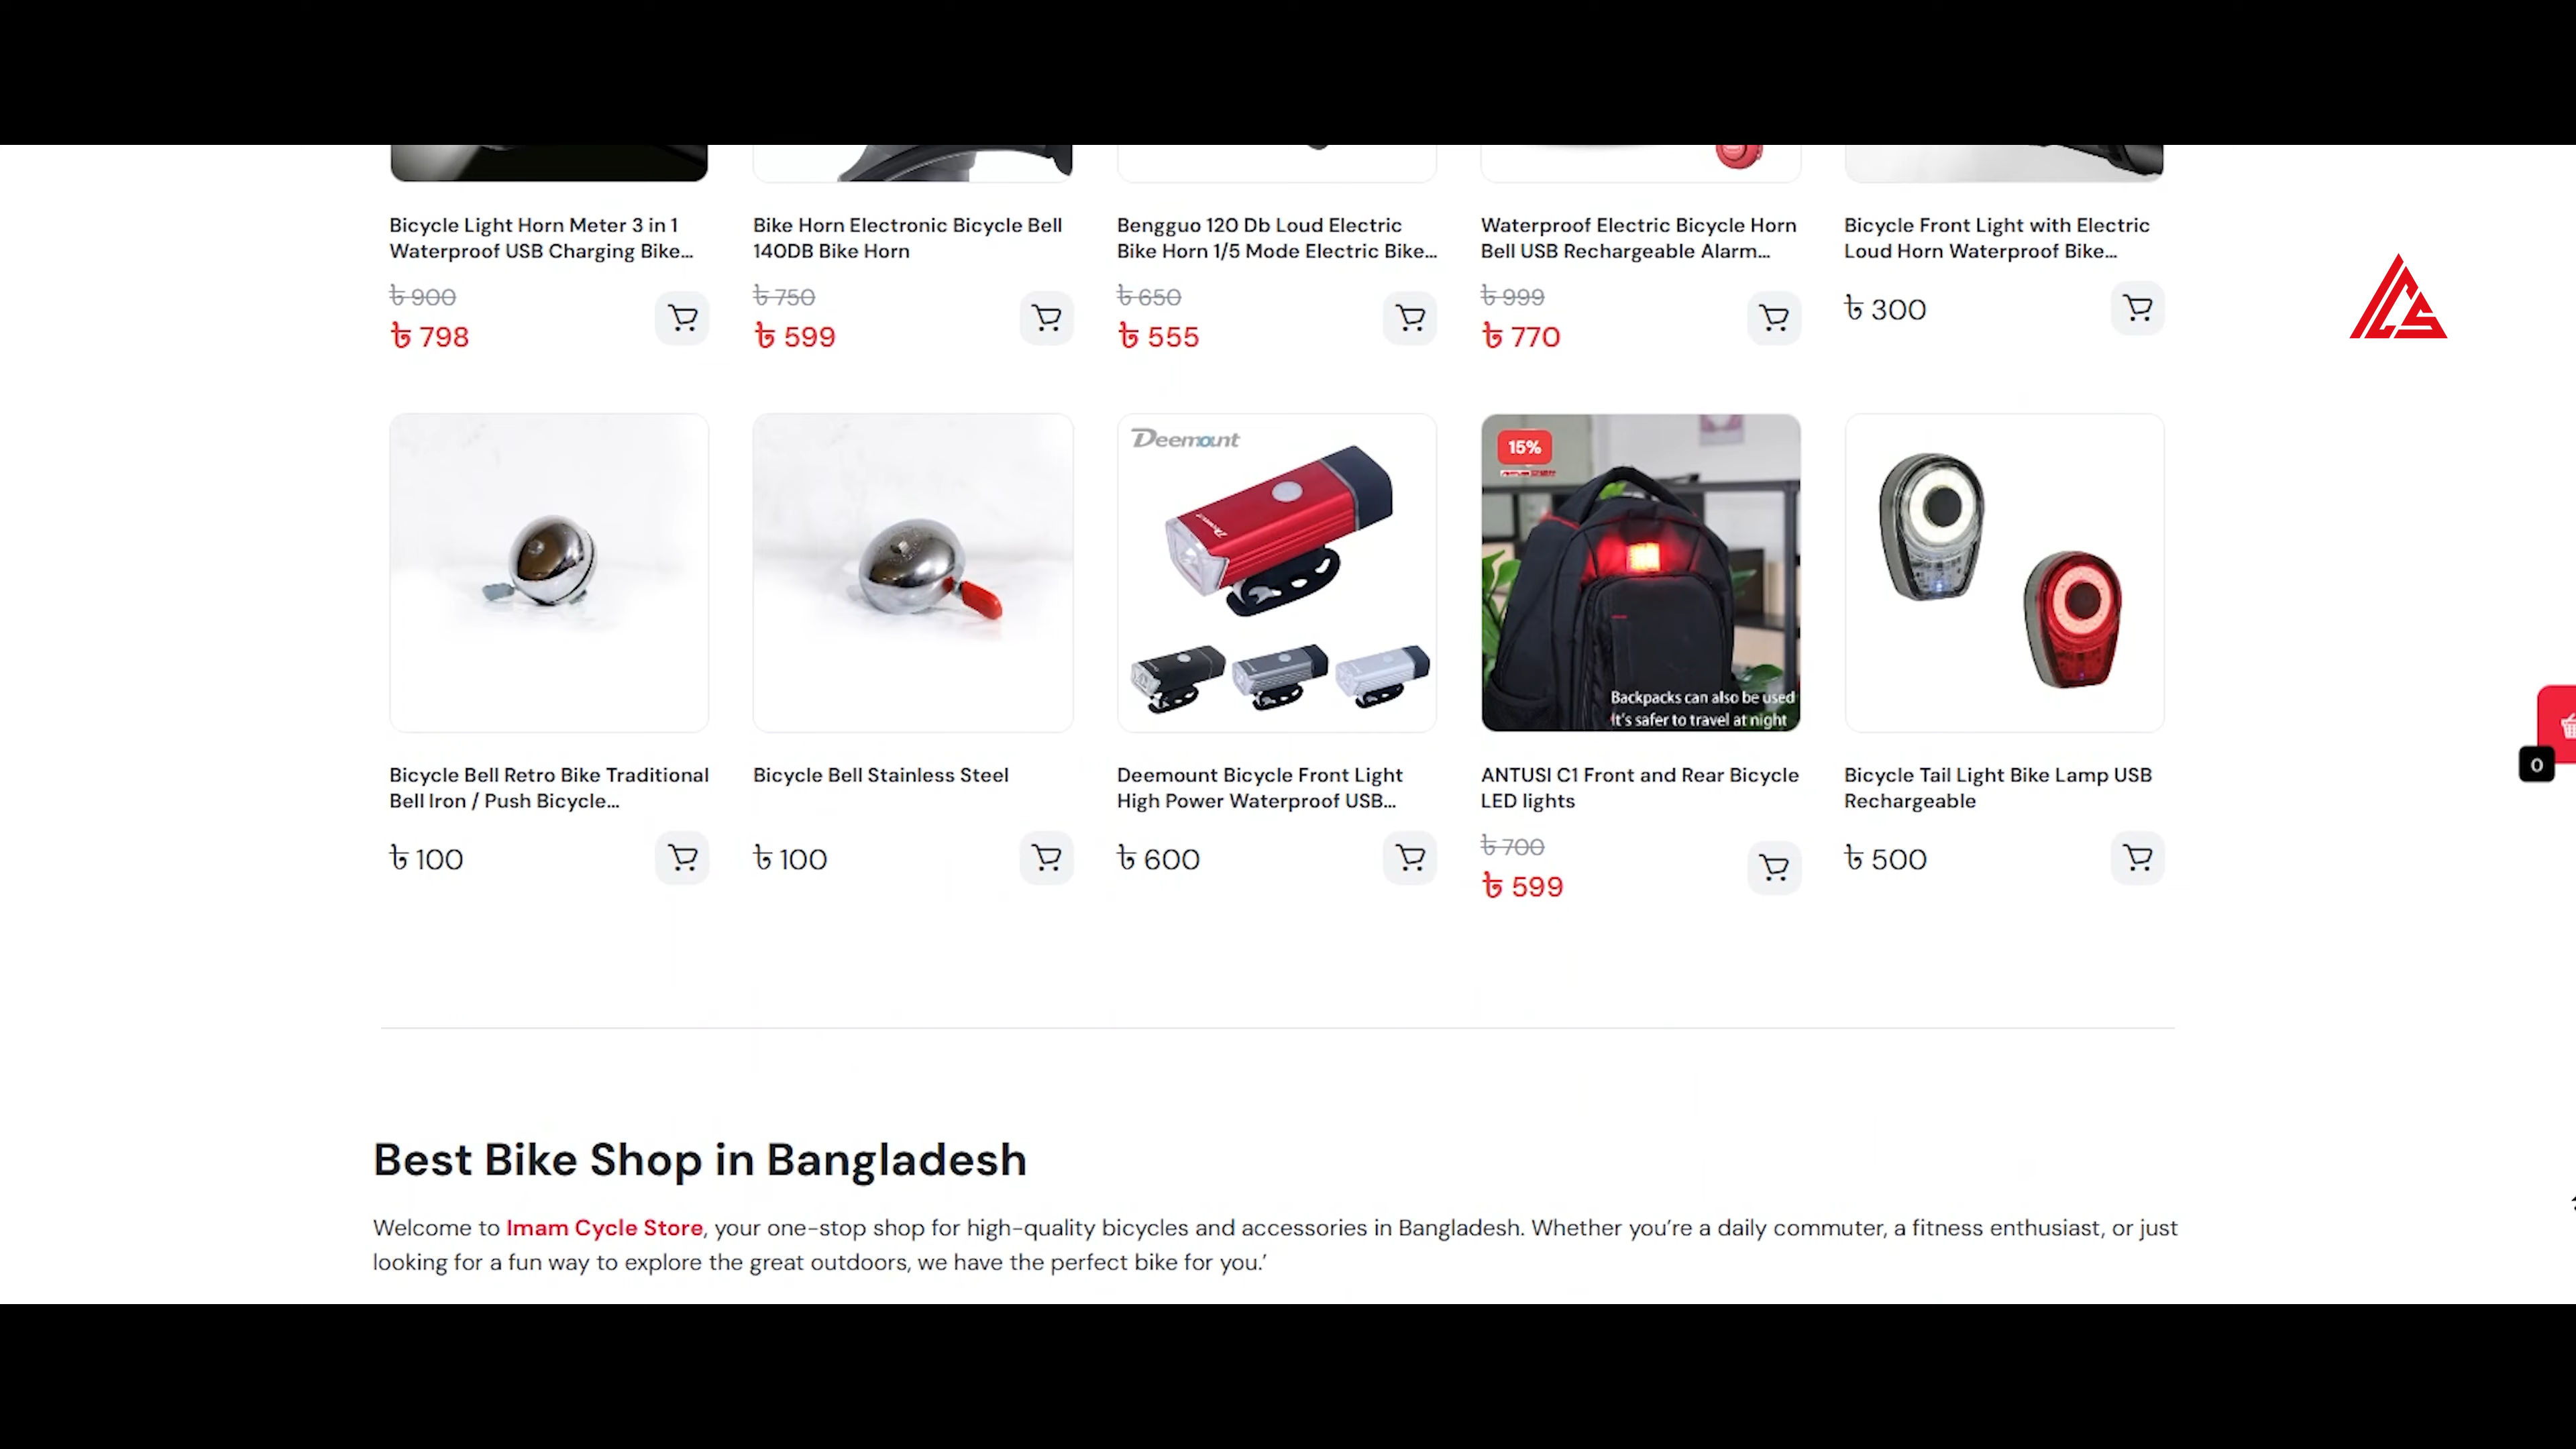 Bicycle Light Horn Meter 3 in 1
Waterproof USB Charging Bike...
৳ 900
৳ 798
Bike Horn Electronic Bicycle Bell
140DB Bike Horn
৳ 750
৳ 599
Bengguo 120 Db Loud Electric
Bike Horn 1/5 Mode Electric Bike...
৳ 650
৳ 555
Waterproof Electric Bicycle Horn
Bell USB Rechargeable Alarm...
৳ 999
৳ 770
Bicycle Front Light with Electric
Loud Horn Waterproof Bike...
৳ 300
ICS
Bicycle Bell Retro Bike Traditional
Bell Iron / Push Bicycle...
৳ 100
Bicycle Bell Stainless Steel
৳ 100
Deemount
Deemount Bicycle Front Light
High Power Waterproof USB...
৳ 600
15%
Backpacks can also be used
It's safer to travel at night
ANTUSI C1 Front and Rear Bicycle
LED lights
৳ 700
৳ 599
Bicycle Tail Light Bike Lamp USB
Rechargeable
৳ 500
0
Best Bike Shop in Bangladesh
Welcome to Imam Cycle Store, your one-stop shop for high-quality bicycles and accessories in Bangladesh. Whether you’re a daily commuter, a fitness enthusiast, or just
looking for a fun way to explore the great outdoors, we have the perfect bike for you.’